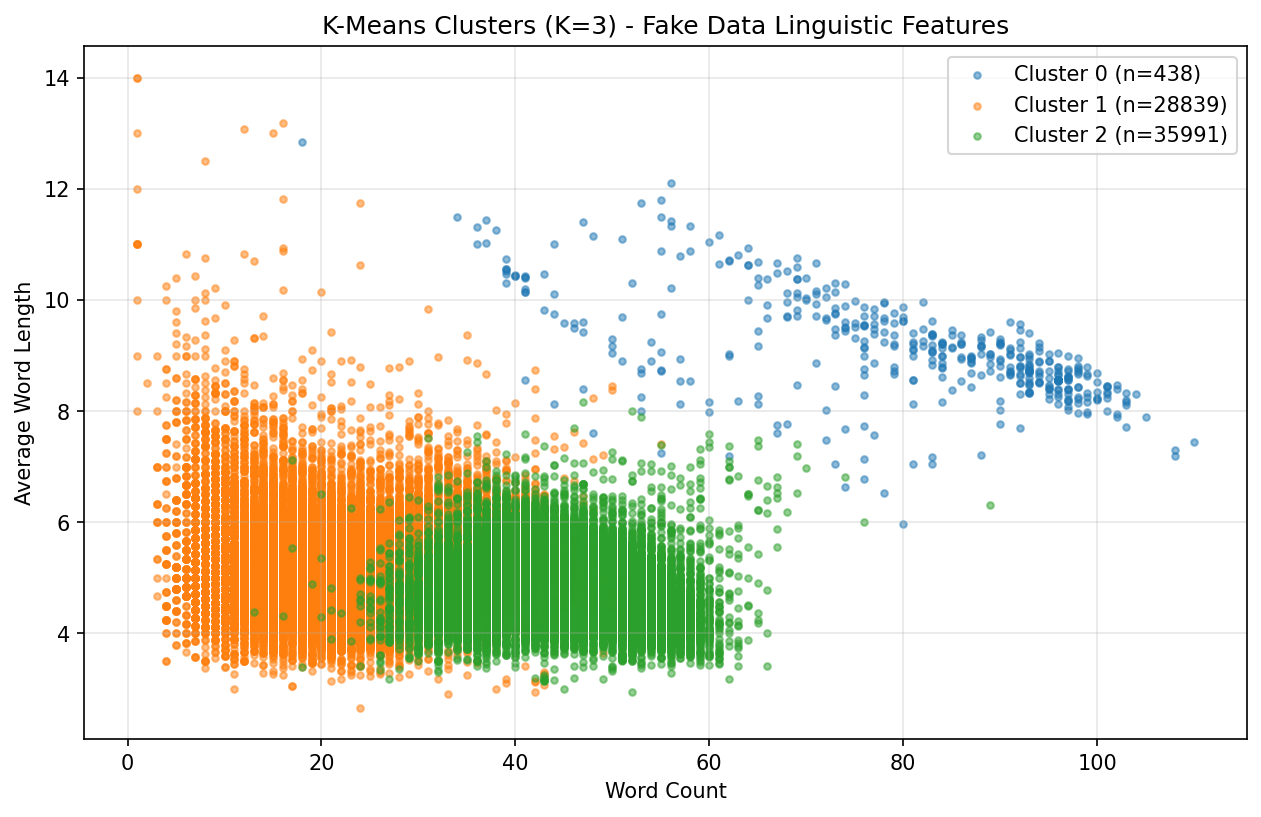 K-Means Clusters (K=3) - Fake Data Linguistic Features
Cluster 0 (n=438)
Cluster 1 (n=28839)
Cluster 2 (n=35991)
14
12
10
8
6
4
Average Word Length
0 20 40 60 80 100
Word Count